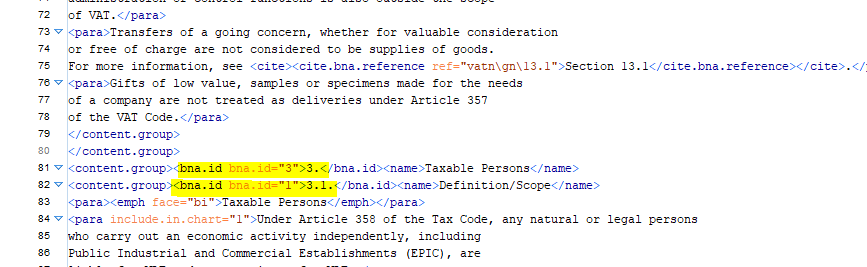 72 of VAT.</para>
73 <para>Transfers of a going concern, whether for valuable consideration
74 or free of charge are not considered to be supplies of goods.
75 For more information, see <cite><cite.bna.reference ref="vatn\gn\13.1">Section 13.1</cite.bna.reference></cite>.</
76 <para>Gifts of low value, samples or specimens made for the needs
77 of a company are not treated as deliveries under Article 357
78 of the VAT Code.</para>
79 </content.group>
80 </content.group>
81 <content.group><bna.id bna.id="3">3.</bna.id><name>Taxable Persons</name>
82 <content.group><bna.id bna.id="1">3.1.</bna.id><name>Definition/Scope</name>
83 <para><emph face="bi">Taxable Persons</emph></para>
84 <para include.in.chart="1">Under Article 358 of the Tax Code, any natural or legal persons
85 who carry out an economic activity independently, including
86 Public Industrial and Commercial Establishments (EPIC), are